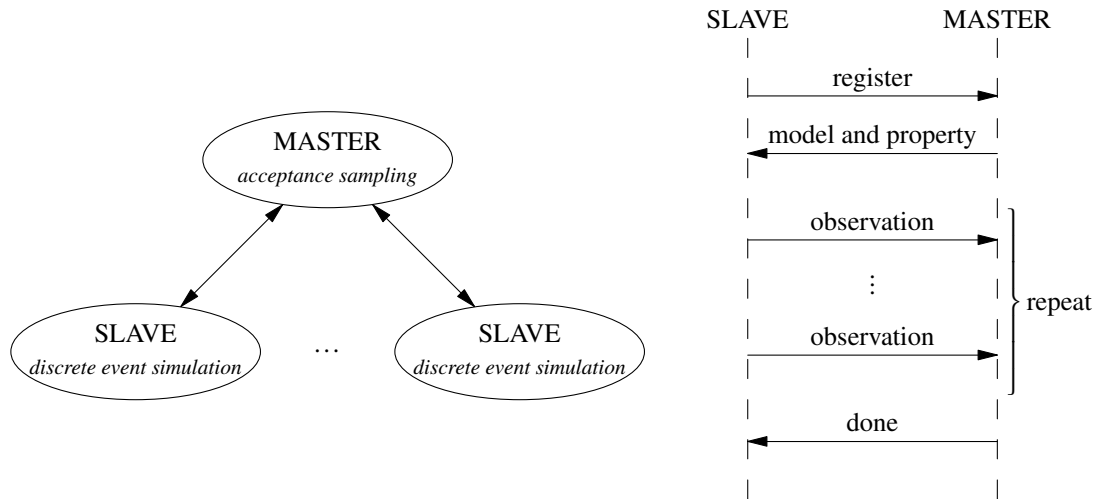 MASTER
acceptance sampling
SLAVE
discrete event simulation
...
SLAVE
discrete event simulation
SLAVE MASTER
register
model and property
observation
⋮
repeat
observation
done